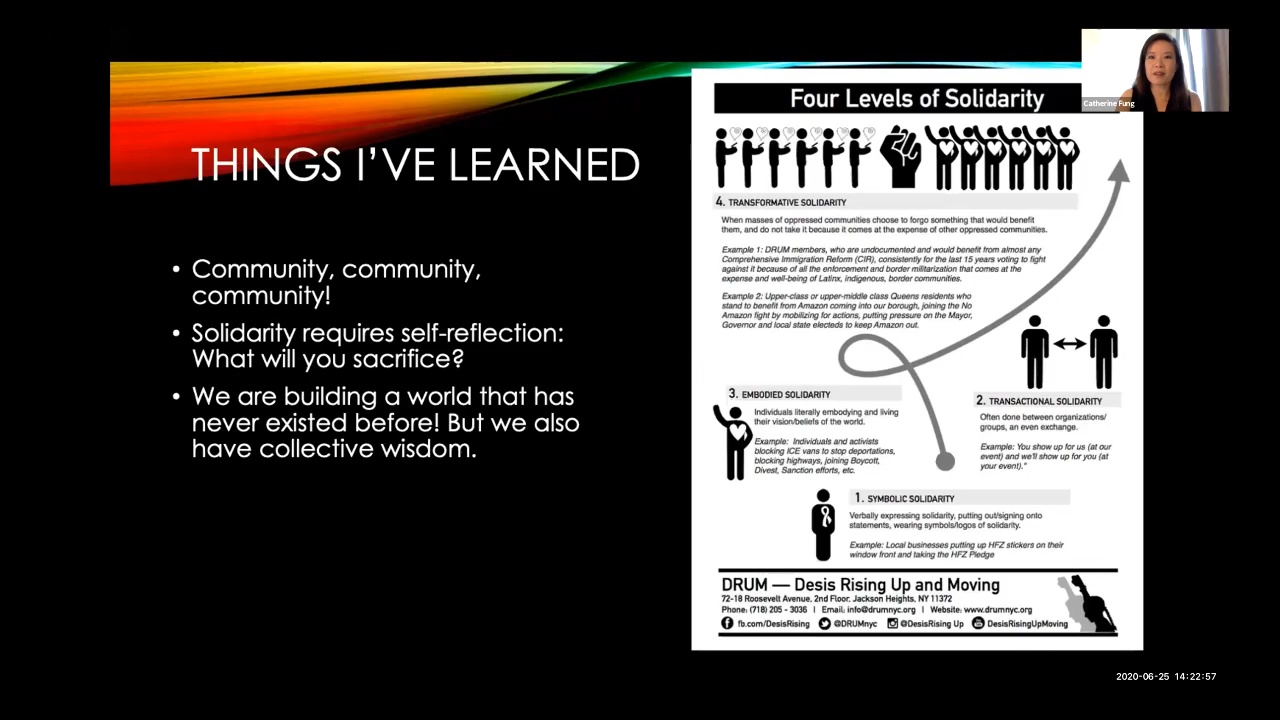 THINGS I'VE LEARNED
• Community, community,
community!
• Solidarity requires self-reflection:
What will you sacrifice?
• We are building a world that has
never existed before! But we also
have collective wisdom.
Four Levels of Solidarity
4. TRANSFORMATIVE SOLIDARITY
When masses of oppressed communities choose to forgo something that would benefit
them, and do not take it because it comes at the expense of other oppressed communities.
Example 1: DRUM members, who are undocumented and would benefit from almost any
Comprehensive Immigration Reform (CIR), consistently for the last 15 years voting to fight
against it because of all the enforcement and border militarization that comes at the
expense and well-being of Latinx, indigenous, border communities.
Example 2: Upper-class or upper-middle class Queens residents who
stand to benefit from Amazon coming into our borough, joining the No
Amazon fight by mobilizing for actions, putting pressure on the Mayor,
Governor and local state electeds to keep Amazon out.
3. EMBODIED SOLIDARITY
Individuals literally embodying and living
their vision/beliefs of the world.
Example: Individuals and activists
blocking ICE vans to stop deportations,
blocking highways, joining Boycott,
Divest, Sanction efforts, etc.
2. TRANSACTIONAL SOLIDARITY
Often done between organizations/
groups, an even exchange.
Example: You show up for us (at our
event) and we'll show up for you (at
your event)."
1. SYMBOLIC SOLIDARITY
Verbally expressing solidarity, putting out/signing onto
statements, wearing symbols/logos of solidarity.
Example: Local businesses putting up HFZ stickers on their
window front and taking the HFZ Pledge
DRUM — Desis Rising Up and Moving
72-18 Roosevelt Avenue, 2nd Floor, Jackson Heights, NY 11372
Phone: (718) 205 - 3036 | Email: info@drumnyc.org | Website: www.drumnyc.org
fb.com/DesisRising @DRUMnyc @DesisRising Up DesisRisingUpMoving
Catherine Fung
2020-06-25 14:22:57